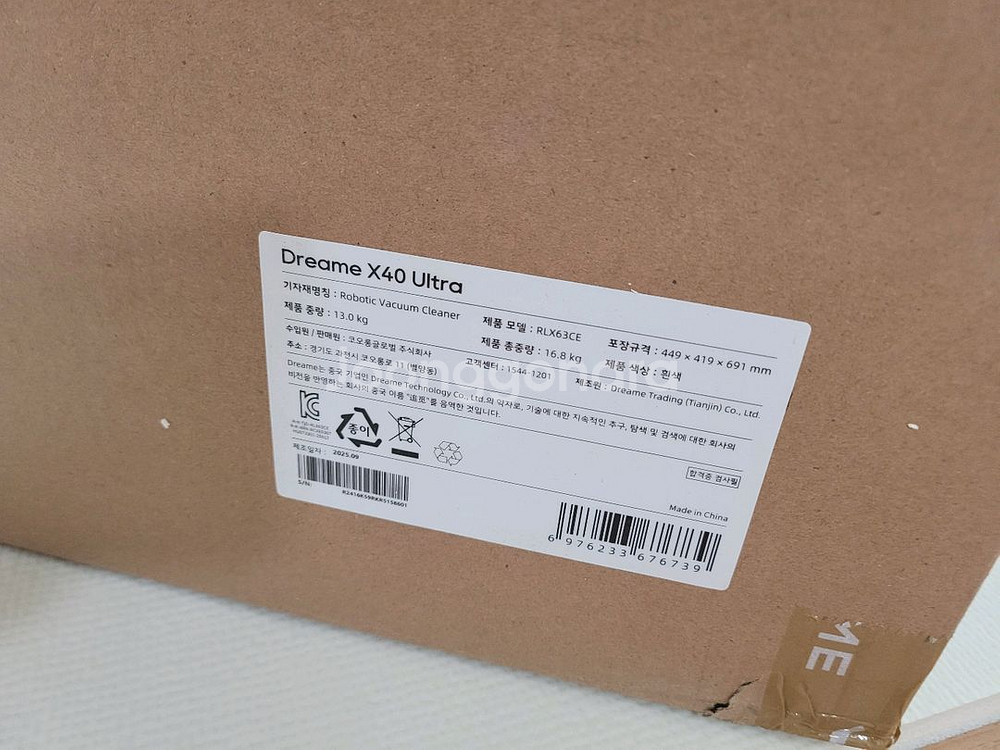 Dreame X40 Ultra
기자재명칭 : Robotic Vacuum Cleaner
제품 모델 : RLX63CE
포장규격 : 449 × 419 × 691 mm
제품 중량 : 13.0 kg
제품 총중량 : 16.8 kg
제품 색상 : 흰색
수입원 / 판매원 : 코오롱글로벌 주식회사
고객센터 : 1544-1201
제조원 : Dreame Trading (Tianjin) Co., Ltd.
주소 : 경기도 과천시 코오롱로 11 (별양동)
Dreame는 중국 기업인 Dreame Technology Co., Ltd.의 약자로, 기술에 대한 지속적인 추구, 탐색 및 검색에 대한 회사의
비전을 반영하는 회사의 중국 이름 "追觅"를 음역한 것입니다.
종이
합격증 검사필
제조일자 : 2025.09
S/N:
R2416K59RKR5158601
Made in China
6 976233 676739
ME